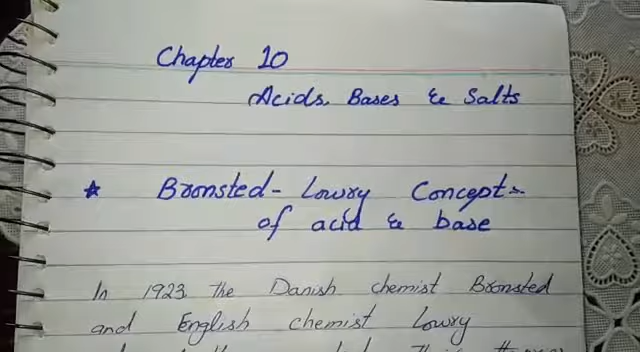 Chapter 10
Acids, Bases & Salts
* Bronsted - Lowry Concept:-
of acid & base
In 1923 the Danish chemist Bronsted
and English chemist Lowry